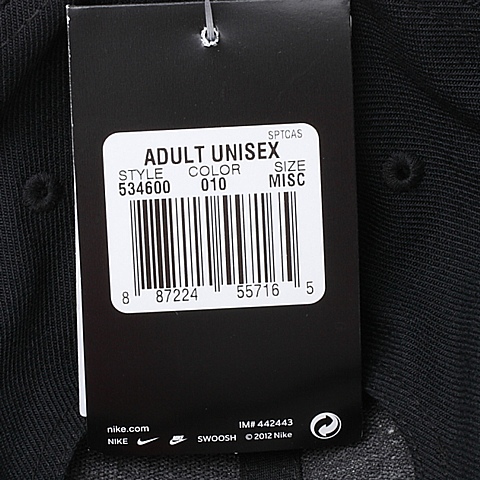 SPTCAS
ADULT UNISEX
STYLE COLOR SIZE
534600 010 MISC
8 87224 55716 5
nike.com IM# 442443
NIKE SWOOSH © 2012 Nike